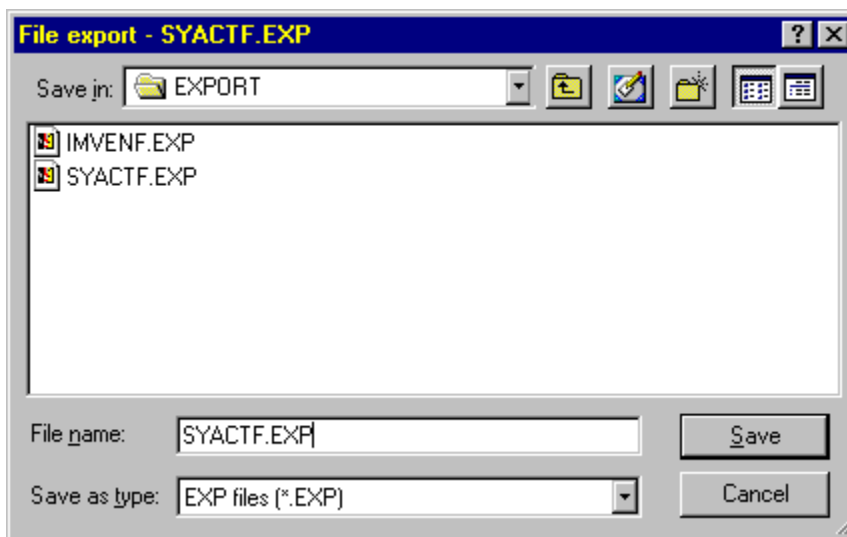 File export - SYACTF.EXP
Save in: EXPORT
IMVENF.EXP
SYACTF.EXP
File name: SYACTF.EXP Save
Save as type: EXP files (*.EXP) Cancel